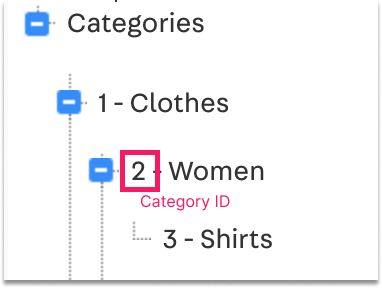 Categories
1 - Clothes
2 - Women
Category ID
3 - Shirts